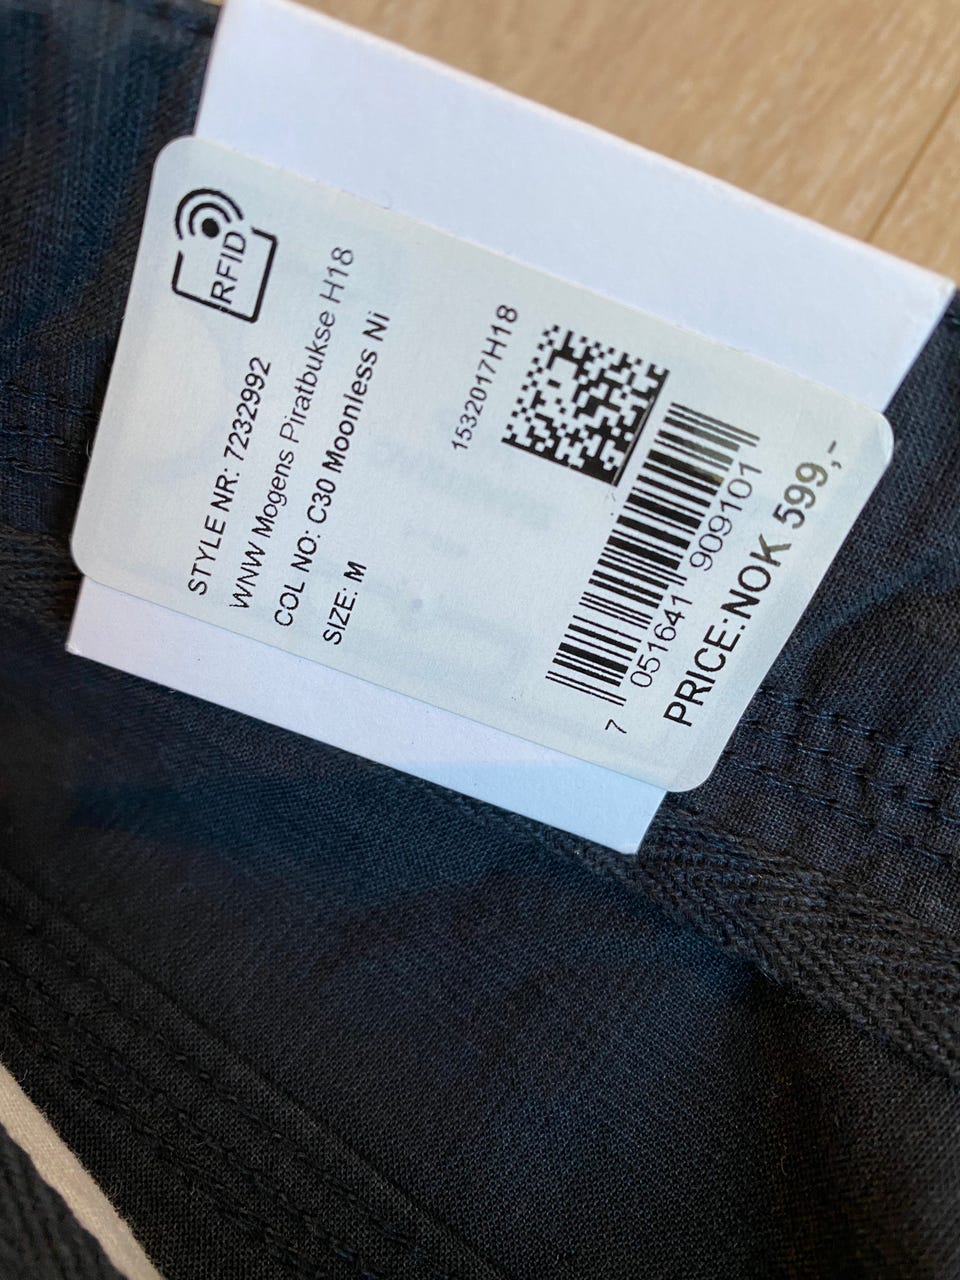 RFID
STYLE NR: 7232992
WNW Mogens Piratbukse H18
COL NO: C30 Moonless Ni
SIZE: M
1532017H18
7 051641 909101
PRICE:NOK 599,-